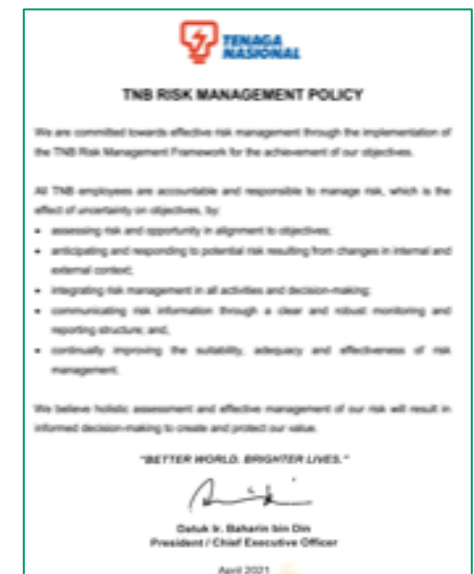 TENAGA
NASIONAL
TNB RISK MANAGEMENT POLICY
We are committed towards effective risk management through the implementation of
the TNB Risk Management Framework for the achievement of our objectives.
All TNB employees are accountable and responsible to manage risk, which is the
effect of uncertainty on objectives, by:
• assessing risk and opportunity in alignment to objectives;
• anticipating and responding to potential risk resulting from changes in internal and
external context;
• integrating risk management in all activities and decision-making;
• communicating risk information through a clear and robust monitoring and
reporting structure; and,
• continually improving the suitability, adequacy and effectiveness of risk
management.
We believe holistic assessment and effective management of our risk will result in
informed decision-making to create and protect our value.
"BETTER WORLD. BRIGHTER LIVES."
Datuk Ir. Baharin bin Din
President / Chief Executive Officer
April 2021